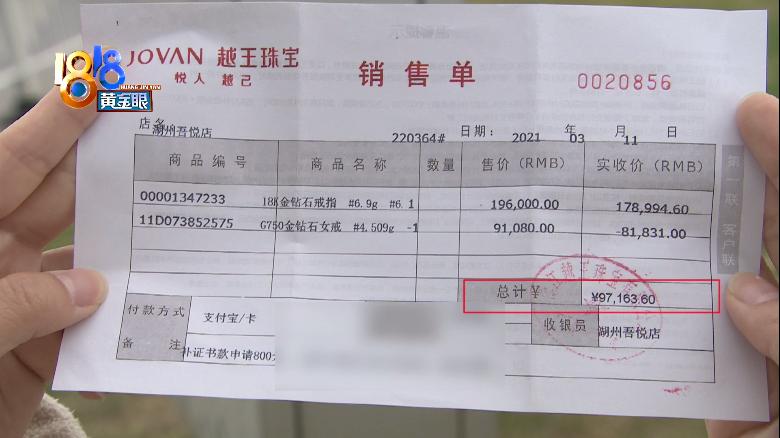 1818
HUANG JIN YAN
黄金眼
JOVAN 越王珠宝
悦人 越己
销售单
0020856
店名:
湖州吾悦店
220364#
日期: 2021 年 03 月 11 日
商品编号 商品名称 数量 售价(RMB) 实收价(RMB)
00001347233 18K金钻石戒指 #6.9g #6. 1 196,000.00 178,994.60
11D073852575 G750金钻石女戒 #4.509g -1 91,080.00 -81,831.00
总计¥ ¥97,163.60
付款方式 支付宝/卡 收银员 湖州吾悦店
备注 补证书款申请800
第一联 客户联